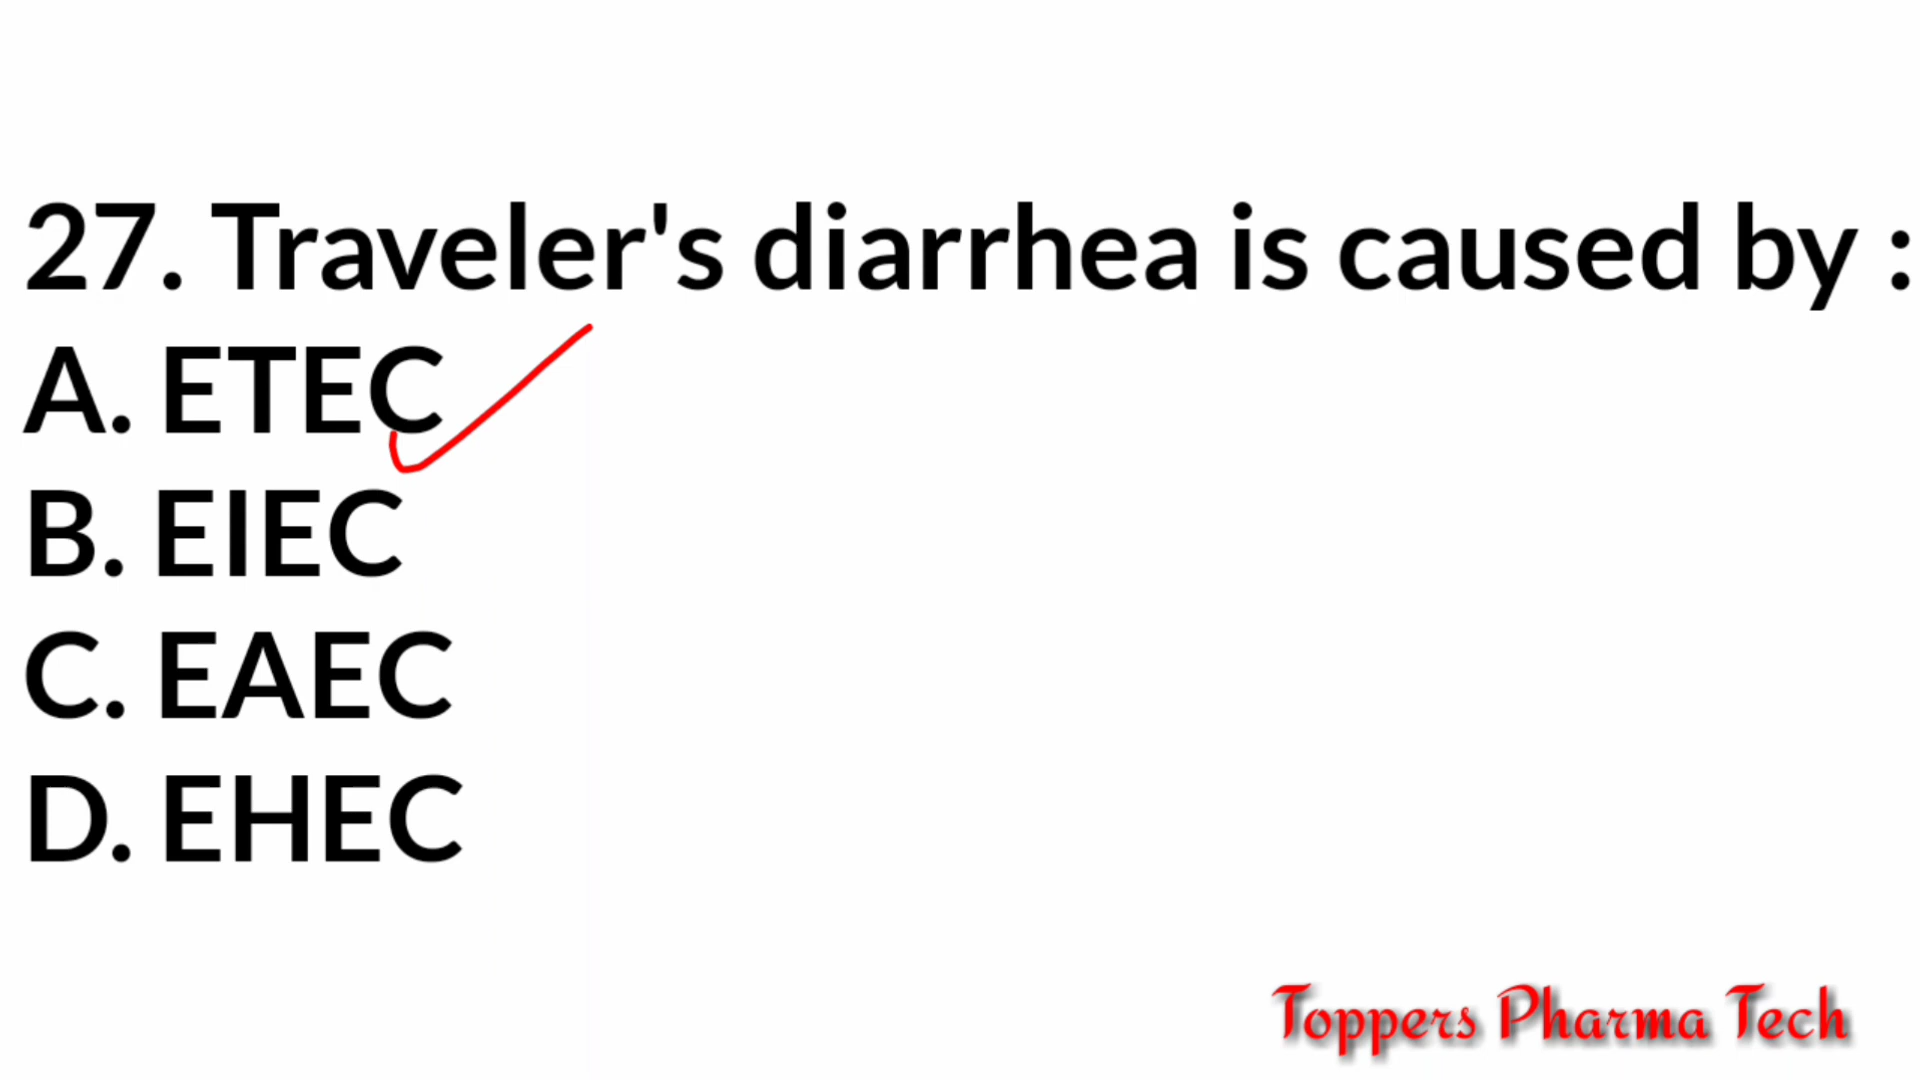 27. Traveler's diarrhea is caused by :
A. ETEC
B. EIEC
C. EAEC
D. EHEC
Toppers Pharma Tech